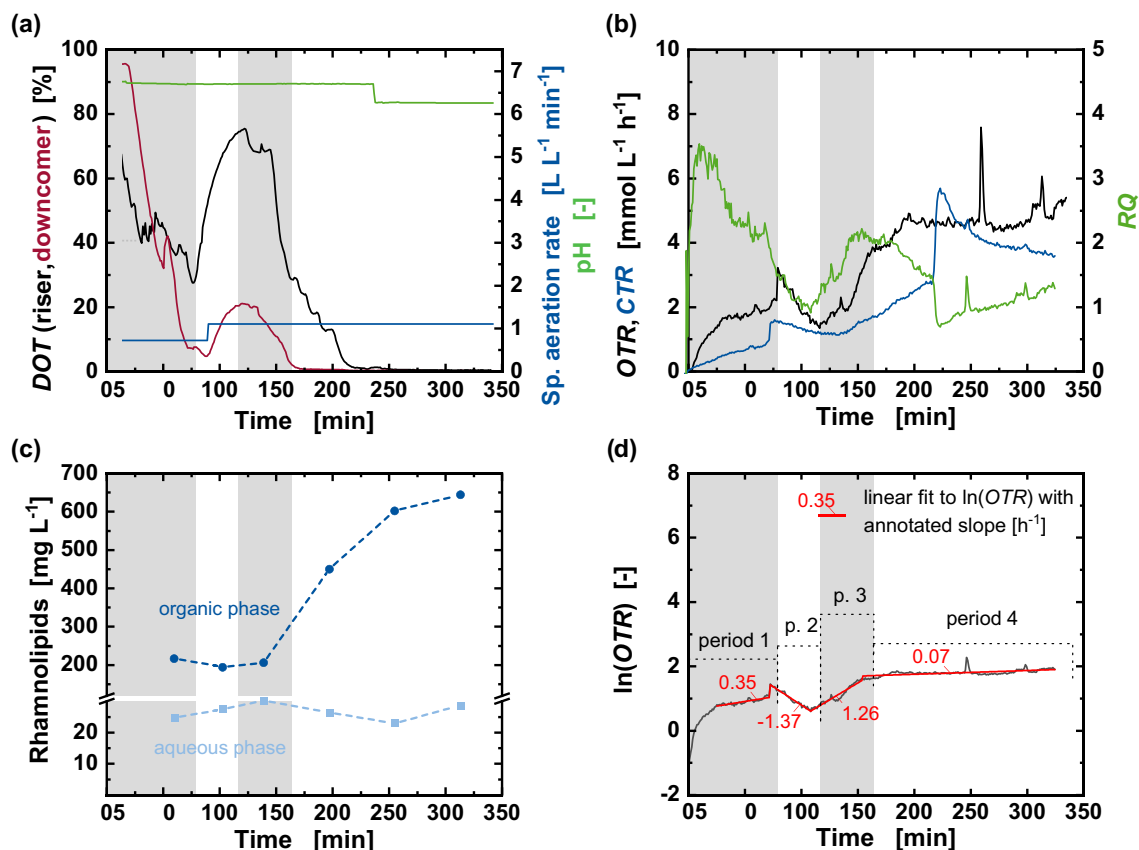 (a)
100
80
60
40
20
0
7
6
5
4
3
2
1
0
05 0 100 150 200 250 300 350
DOT (riser, downcomer) [%]
Sp. aeration rate [L L-1 min-1]
pH [-]
Time [min]
(b)
10
8
6
4
2
0
5
4
3
2
1
0
05 0 100 150 200 250 300 350
OTR, CTR [mmol L-1 h-1]
RQ
Time [min]
(c)
700
600
500
400
300
200
20
10
05 0 100 150 200 250 300 350
Rhamnolipids [mg L-1]
organic phase
aqueous phase
Time [min]
(d)
8
6
4
2
0
-2
05 0 100 150 200 250 300 350
ln(OTR) [-]
0.35
linear fit to ln(OTR) with
annotated slope [h-1]
period 1
p. 2
p. 3
period 4
0.35
-1.37
1.26
0.07
Time [min]